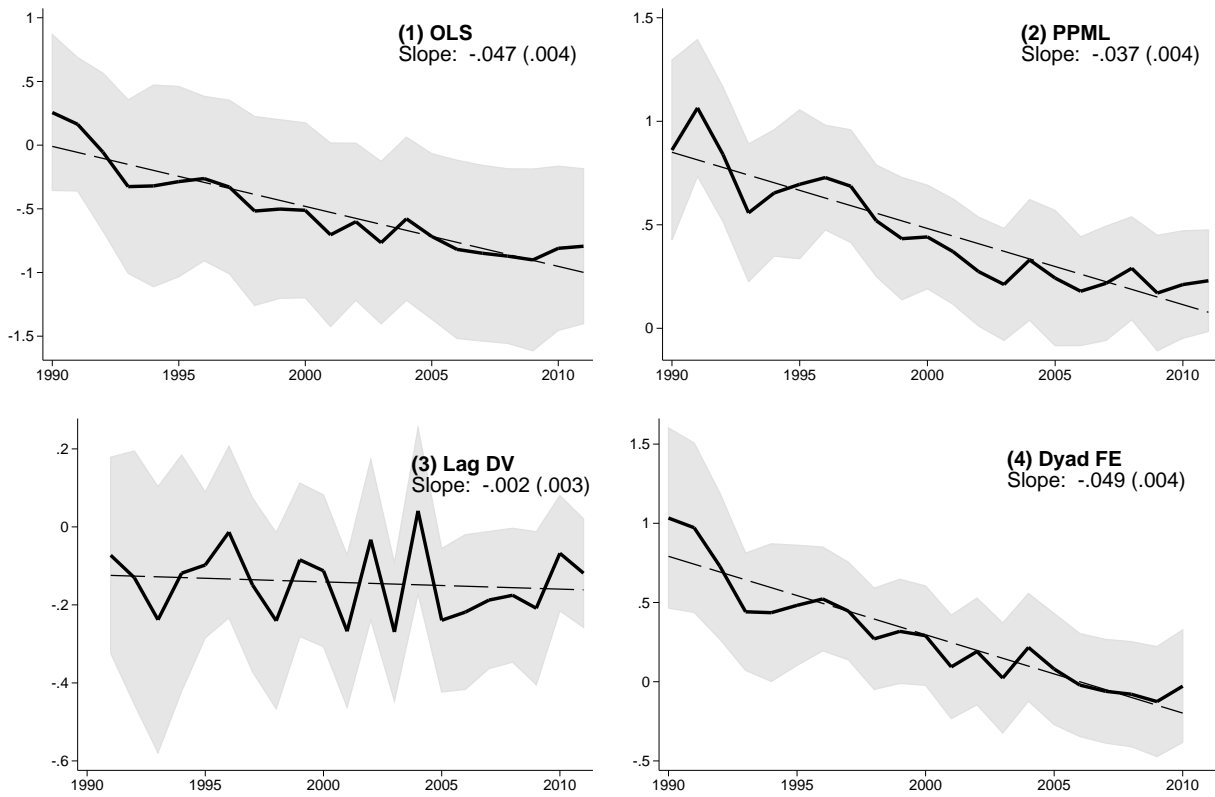 (1) OLS
Slope: -.047 (.004)
1
.5
0
-.5
-1
-1.5
1990 1995 2000 2005 2010
(2) PPML
Slope: -.037 (.004)
1.5
1
.5
0
1990 1995 2000 2005 2010
(3) Lag DV
Slope: -.002 (.003)
.2
0
-.2
-.4
-.6
1990 1995 2000 2005 2010
(4) Dyad FE
Slope: -.049 (.004)
1.5
1
.5
0
-.5
1990 1995 2000 2005 2010